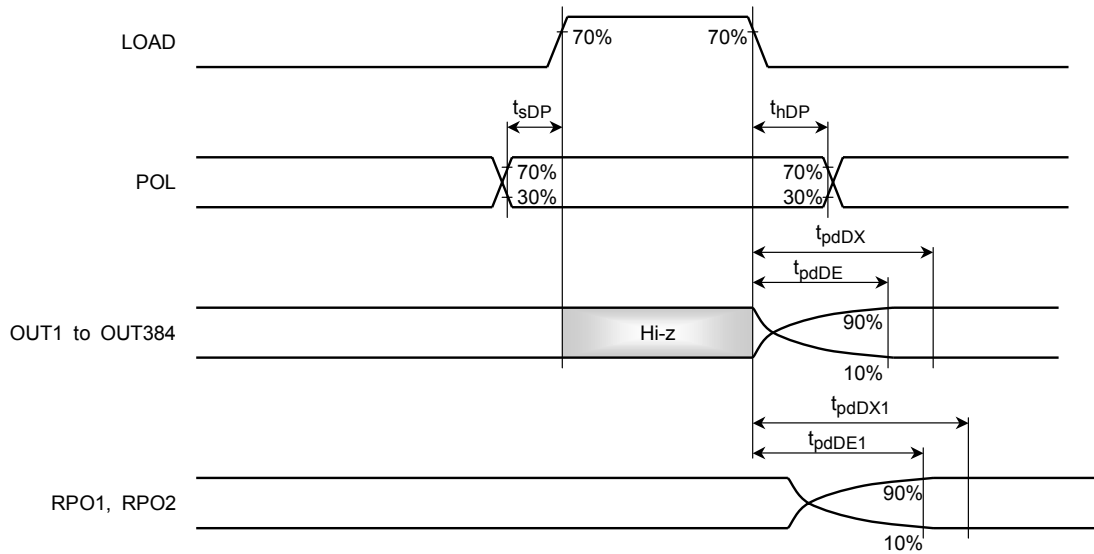 LOAD
70%
70%
tsDP
thDP
POL
70%
30%
70%
30%
tpdDX
tpdDE
OUT1 to OUT384
Hi-z
90%
10%
tpdDX1
tpdDE1
RPO1, RPO2
90%
10%